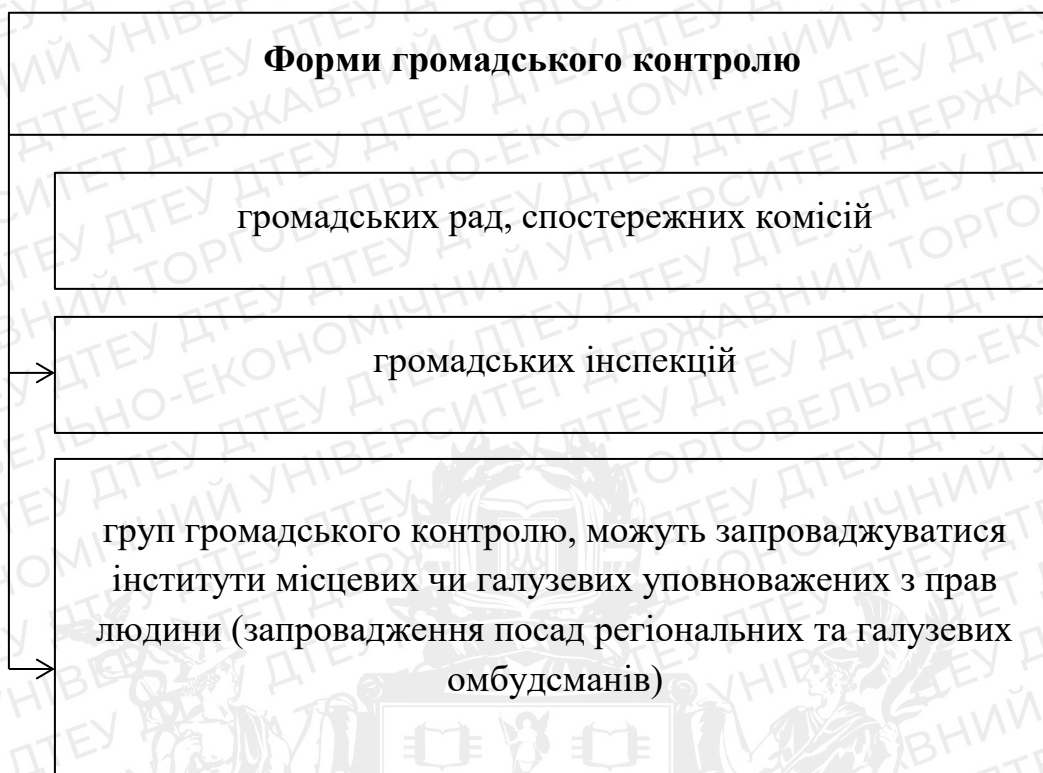 Форми громадського контролю
громадських рад, спостережних комісій
громадських інспекцій
груп громадського контролю, можуть запроваджуватися
інститути місцевих чи галузевих уповноважених з прав
людини (запровадження посад регіональних та галузевих
омбудсманів)